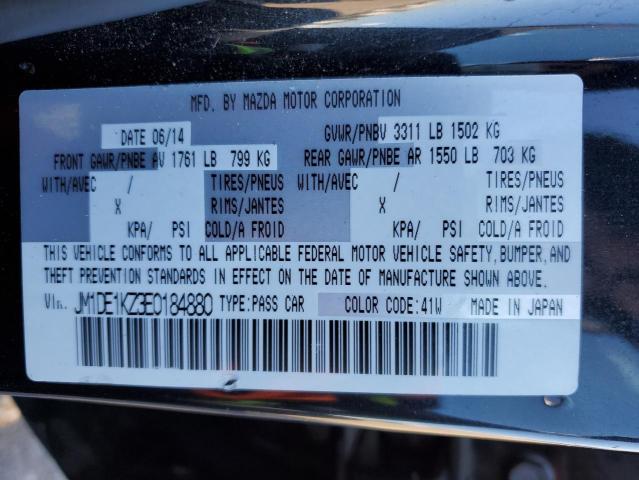 MFD. BY MAZDA MOTOR CORPORATION
DATE 06/14 GVWR/PNBV 3311 LB 1502 KG
FRONT GAWR/PNBE AV 1761 LB 799 KG REAR GAWR/PNBE AR 1550 LB 703 KG
WITH/AVEC / TIRES/PNEUS WITH/AVEC / TIRES/PNEUS
X RIMS/JANTES X RIMS/JANTES
KPA/ PSI COLD/A FROID KPA/ PSI COLD/A FROID
THIS VEHICLE CONFORMS TO ALL APPLICABLE FEDERAL MOTOR VEHICLE SAFETY, BUMPER, AND
THEFT PREVENTION STANDARDS IN EFFECT ON THE DATE OF MANUFACTURE SHOWN ABOVE.
VIN. JM1DE1KZ3E0184880 TYPE:PASS CAR COLOR CODE:41W MADE IN JAPAN